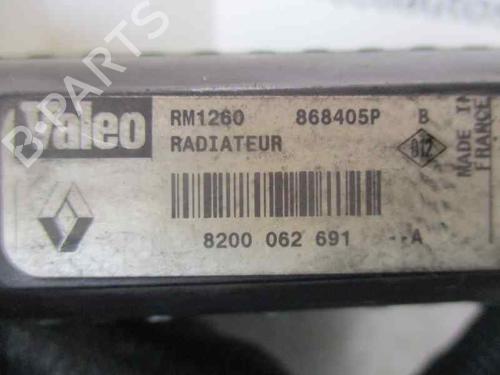 B-PARTS
Valeo
RM1260 868405P B
RADIATEUR
012
MADE IN
FRANCE
8200 062 691 --A